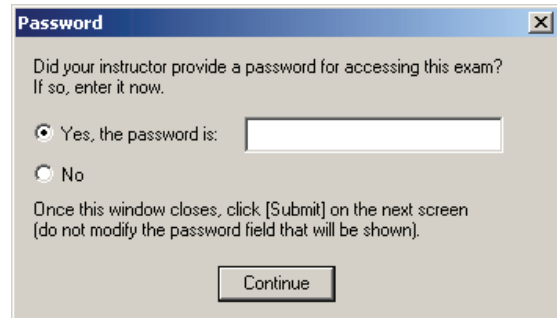 Password
Did your instructor provide a password for accessing this exam?
If so, enter it now.
Yes, the password is:
No
Once this window closes, click [Submit] on the next screen
(do not modify the password field that will be shown).
Continue